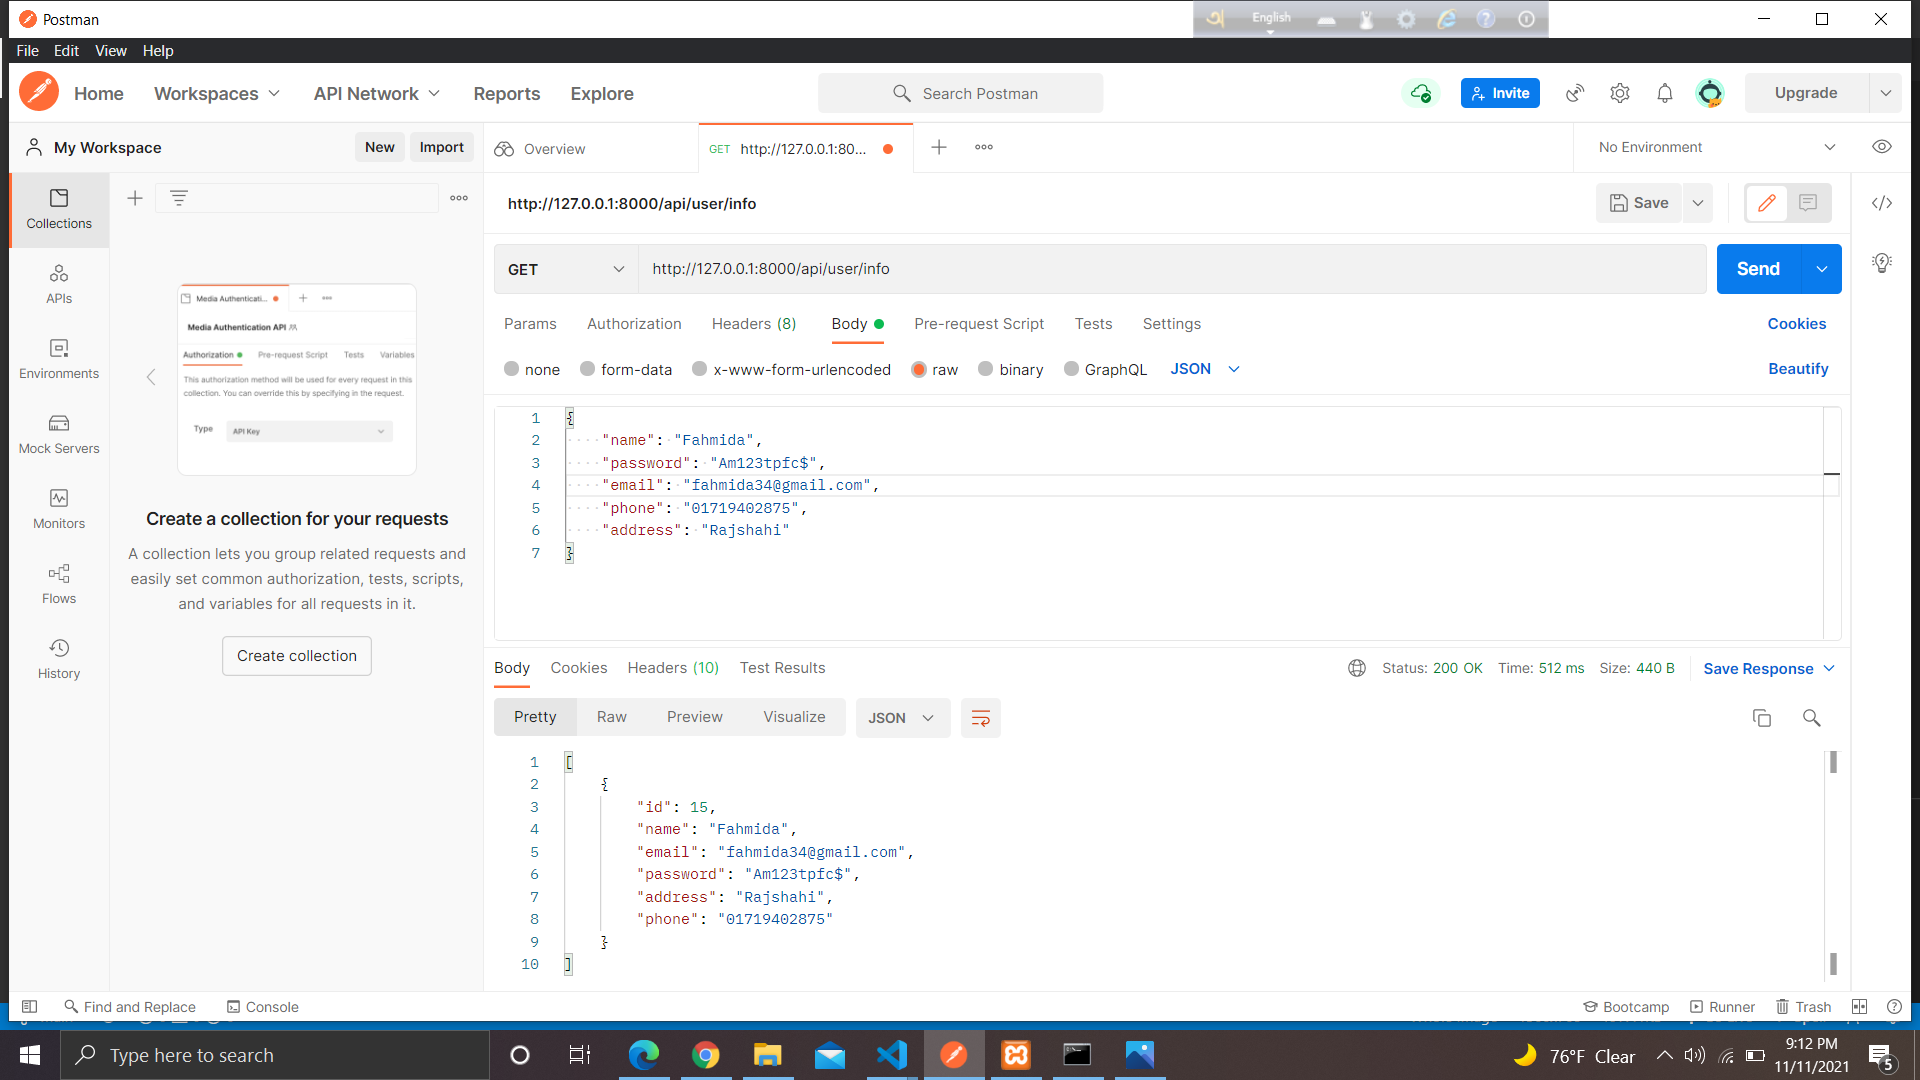 Postman
English
File Edit View Help
Home Workspaces API Network Reports Explore
Search Postman
Invite
Upgrade
My Workspace
New Import
Overview
GET http://127.0.0.1:80...
No Environment
Collections
http://127.0.0.1:8000/api/user/info
Save
GET http://127.0.0.1:8000/api/user/info
Send
APIs
Environments
Mock Servers
Monitors
Flows
History
Media Authenticati...
Media Authentication API
Authorization Pre-request Script Tests Variables
This authorization method will be used for every request in this
collection. You can override this by specifying in the request.
Type API Key
Create a collection for your requests
A collection lets you group related requests and
easily set common authorization, tests, scripts,
and variables for all requests in it.
Create collection
Params Authorization Headers (8) Body Pre-request Script Tests Settings Cookies
none form-data x-www-form-urlencoded raw binary GraphQL JSON Beautify
1 {
2 "name": "Fahmida",
3 "password": "Am123tpfc$",
4 "email": "fahmida34@gmail.com",
5 "phone": "01719402875",
6 "address": "Rajshahi"
7 }
Body Cookies Headers (10) Test Results
Status: 200 OK Time: 512 ms Size: 440 B Save Response
Pretty Raw Preview Visualize JSON
1 [
2 {
3 "id": 15,
4 "name": "Fahmida",
5 "email": "fahmida34@gmail.com",
6 "password": "Am123tpfc$",
7 "address": "Rajshahi",
8 "phone": "01719402875"
9 }
10 ]
Find and Replace Console
Bootcamp Runner Trash
Type here to search
76°F Clear
9:12 PM
11/11/2021
5